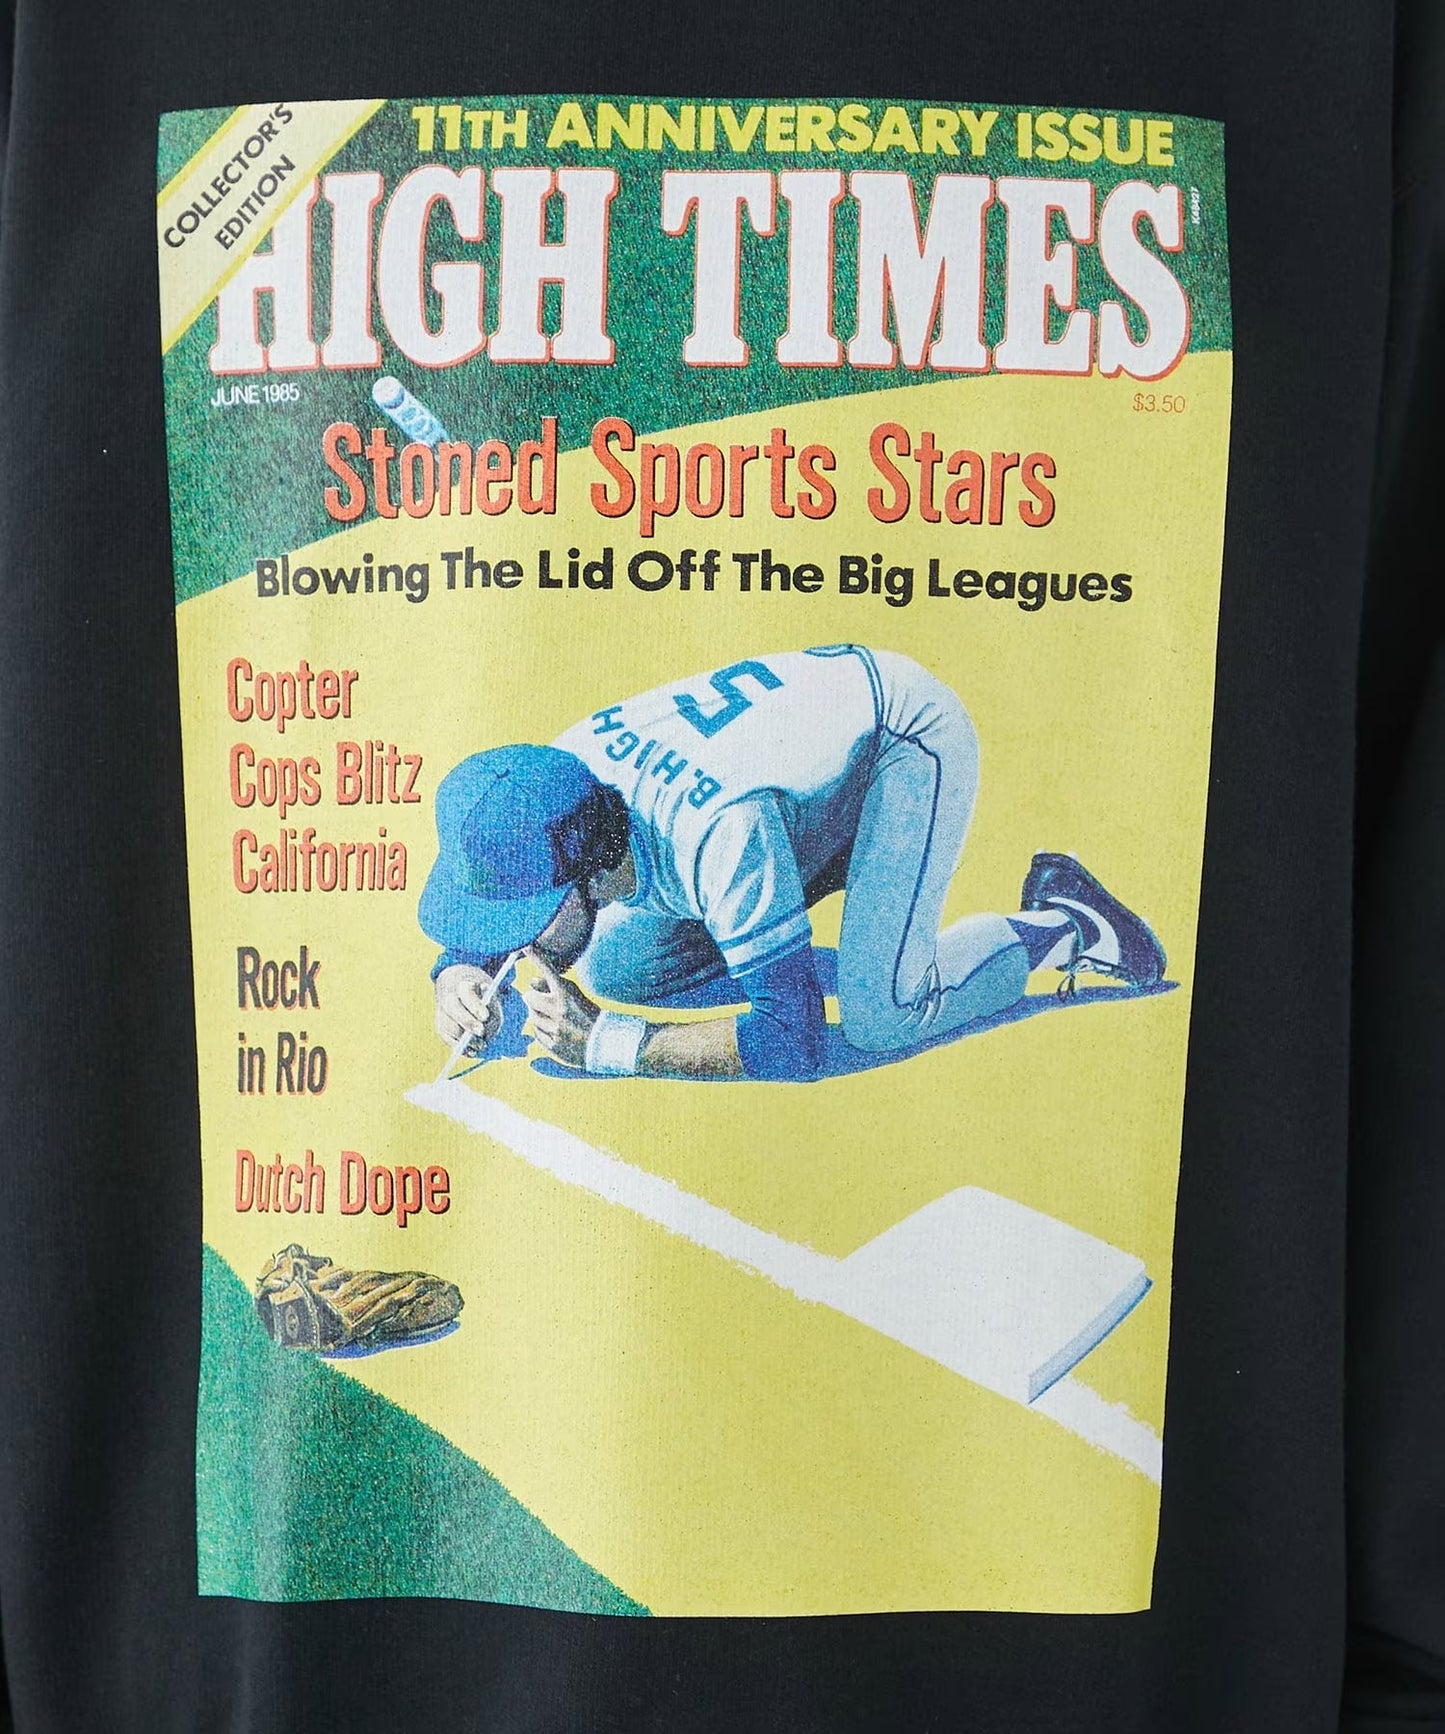 COLLECTOR'S
EDITION
11TH ANNIVERSARY ISSUE
HIGH TIMES
JUNE 1985
$3.50
Stoned Sports Stars
Blowing The Lid Off The Big Leagues
Copter
Cops Blitz
California
Rock
in Rio
Dutch Dope
5
B.HIGH